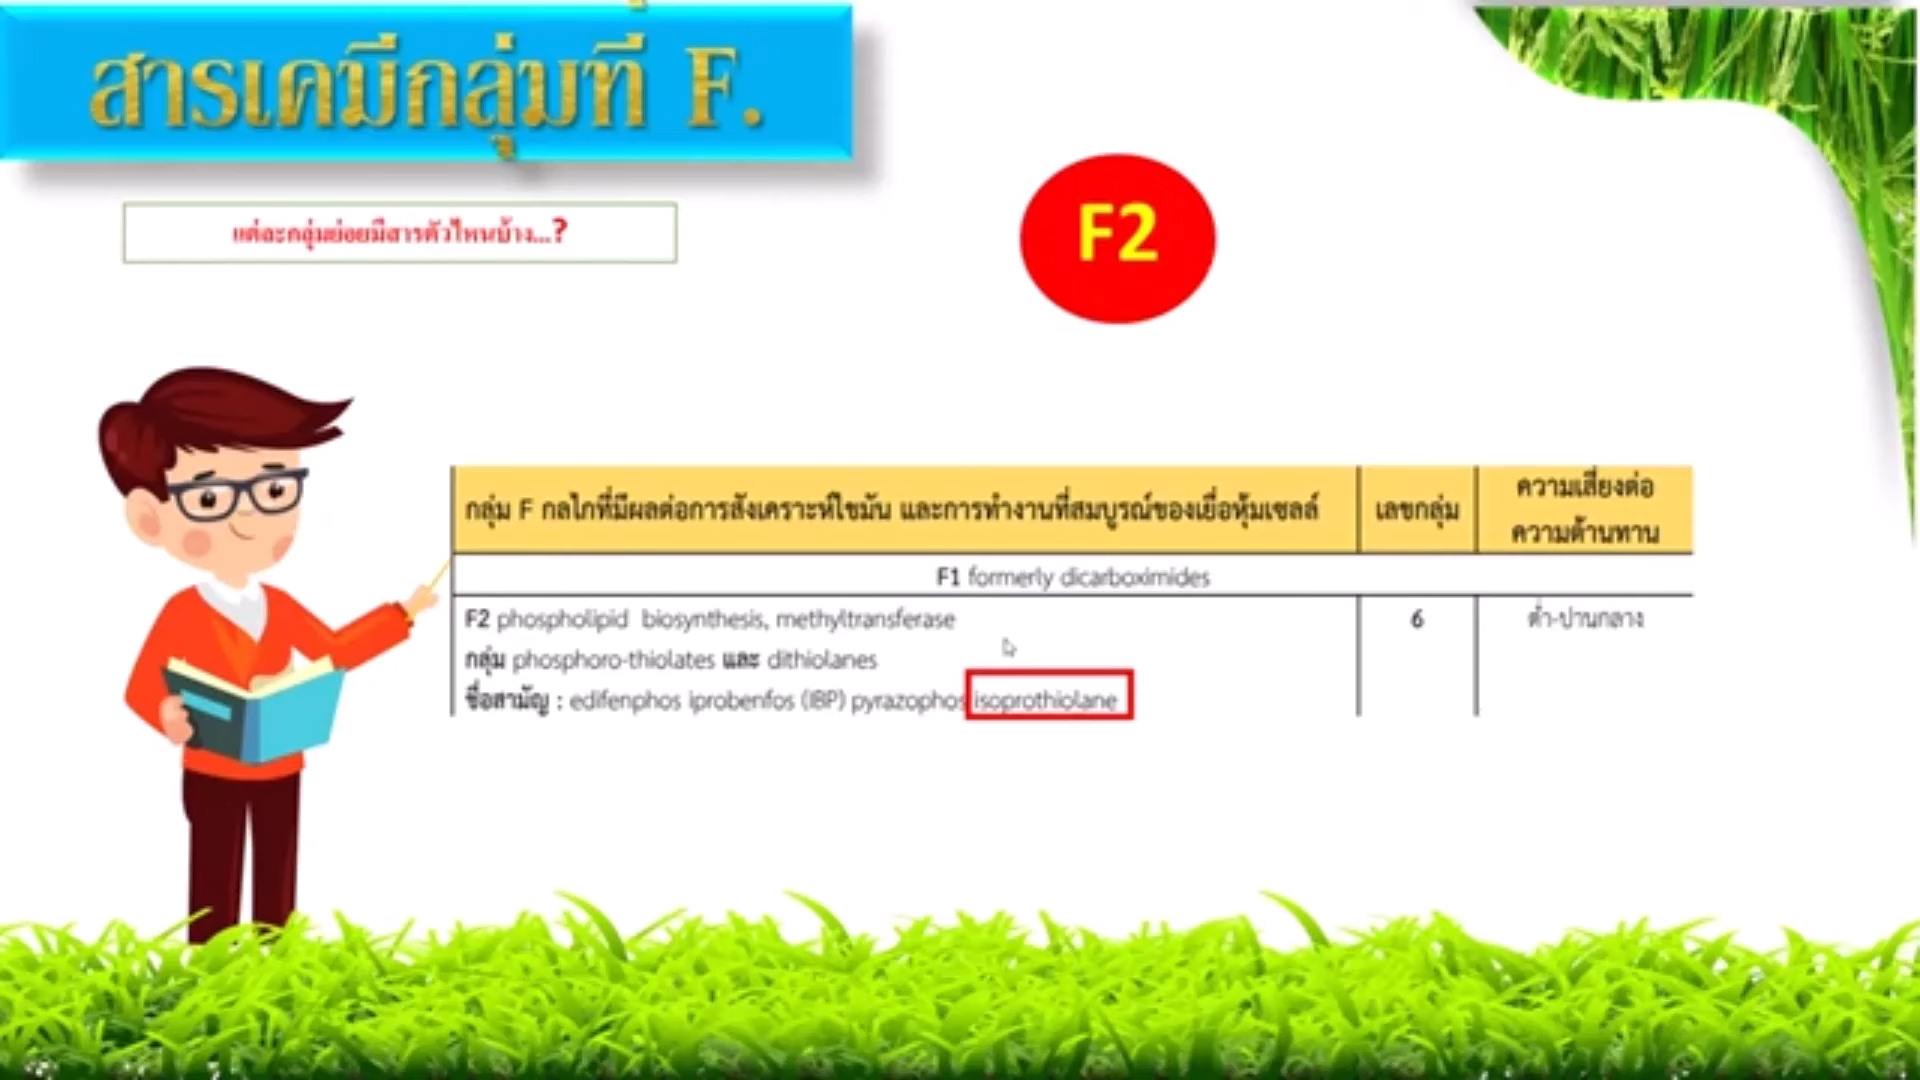 สารเคมีกลุ่มที่ F.
แต่ละกลุ่มย่อยมีสารตัวไหนบ้าง...?
F2
กลุ่ม F กลไกที่มีผลต่อการสังเคราะห์ไขมัน และการทำงานที่สมบูรณ์ของเยื่อหุ้มเซลล์
เลขกลุ่ม
ความเสี่ยงต่อ
ความต้านทาน
F1 formerly dicarboximides
F2 phospholipid biosynthesis, methyltransferase
6
ต่ำ-ปานกลาง
กลุ่ม phosphoro-thiolates และ dithiolanes
ชื่อสามัญ : edifenphos iprobenfos (IBP) pyrazophos isoprothiolane